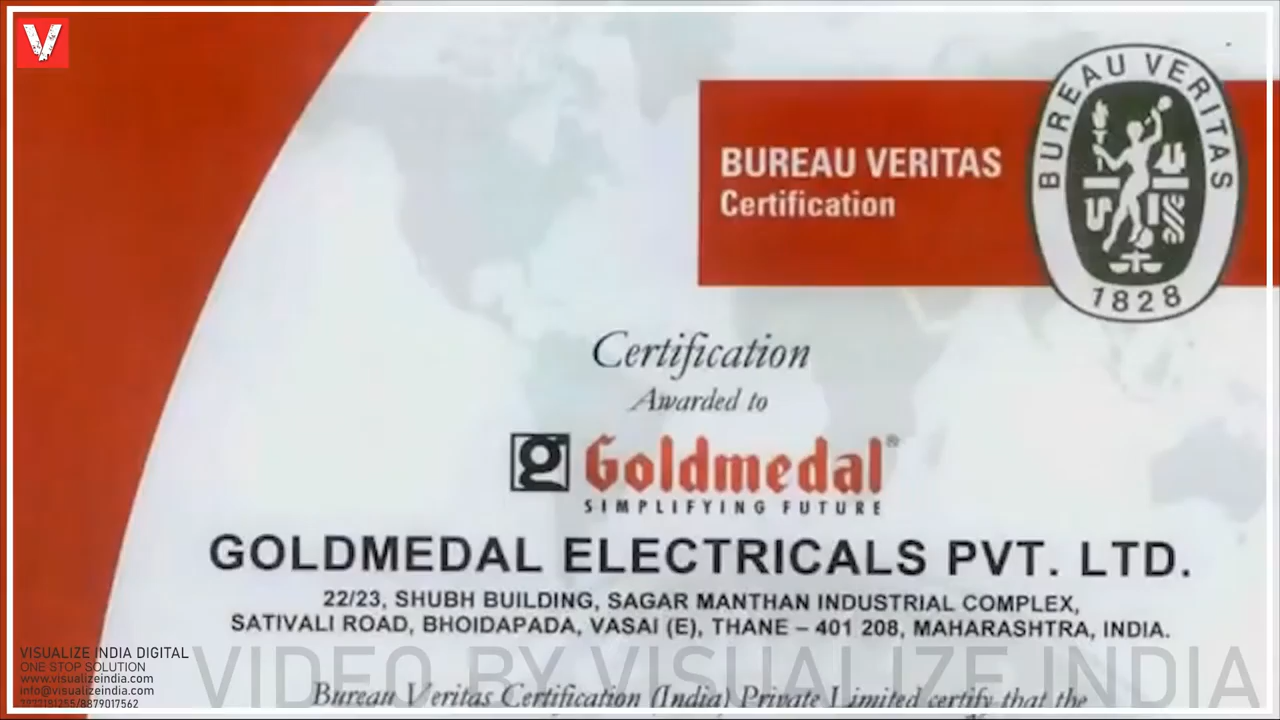 V
BUREAU VERITAS
1828
BUREAU VERITAS
Certification
Certification
Awarded to
g Goldmedal®
SIMPLIFYING FUTURE
GOLDMEDAL ELECTRICALS PVT. LTD.
22/23, SHUBH BUILDING, SAGAR MANTHAN INDUSTRIAL COMPLEX,
SATIVALI ROAD, BHOIDAPADA, VASAI (E), THANE – 401 208, MAHARASHTRA, INDIA.
Bureau Veritas Certification (India) Private Limited certify that the
VISUALIZE INDIA DIGITAL
ONE STOP SOLUTION
www.visualizeindia.com
info@visualizeindia.com
VIDEO BY VISUALIZE INDIA